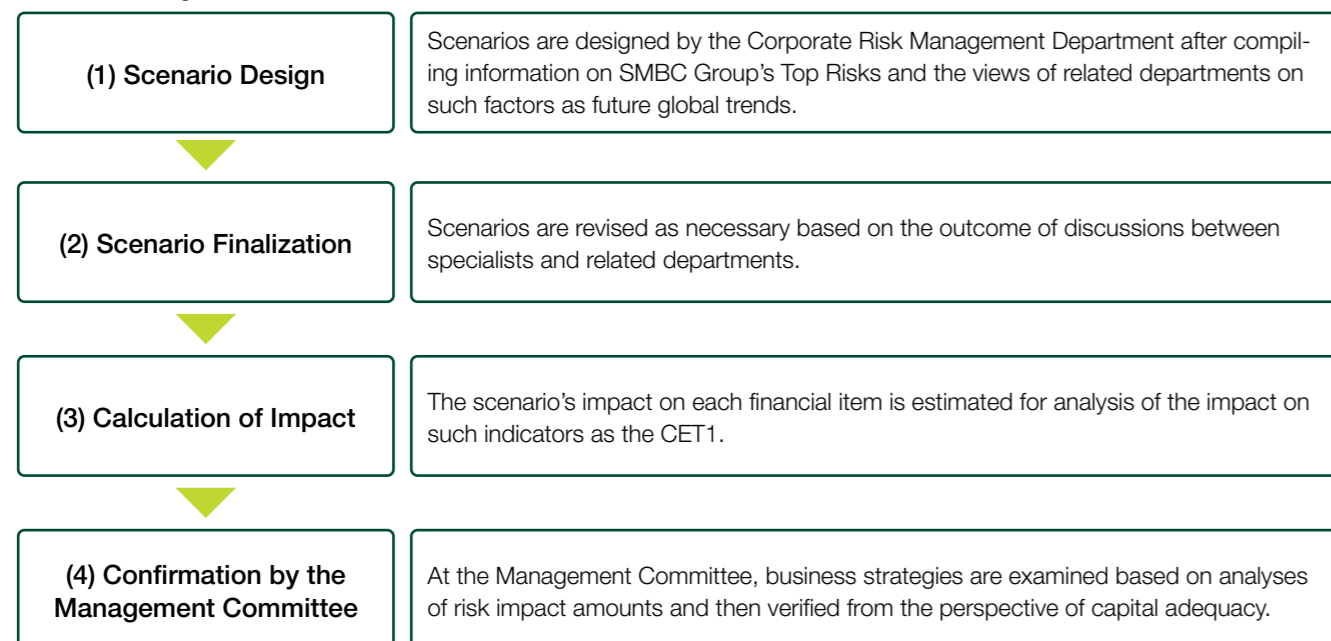 (1) Scenario Design
Scenarios are designed by the Corporate Risk Management Department after compil-
ing information on SMBC Group's Top Risks and the views of related departments on
such factors as future global trends.
(2) Scenario Finalization
Scenarios are revised as necessary based on the outcome of discussions between
specialists and related departments.
(3) Calculation of Impact
The scenario's impact on each financial item is estimated for analysis of the impact on
such indicators as the CET1.
(4) Confirmation by the
Management Committee
At the Management Committee, business strategies are examined based on analyses
of risk impact amounts and then verified from the perspective of capital adequacy.